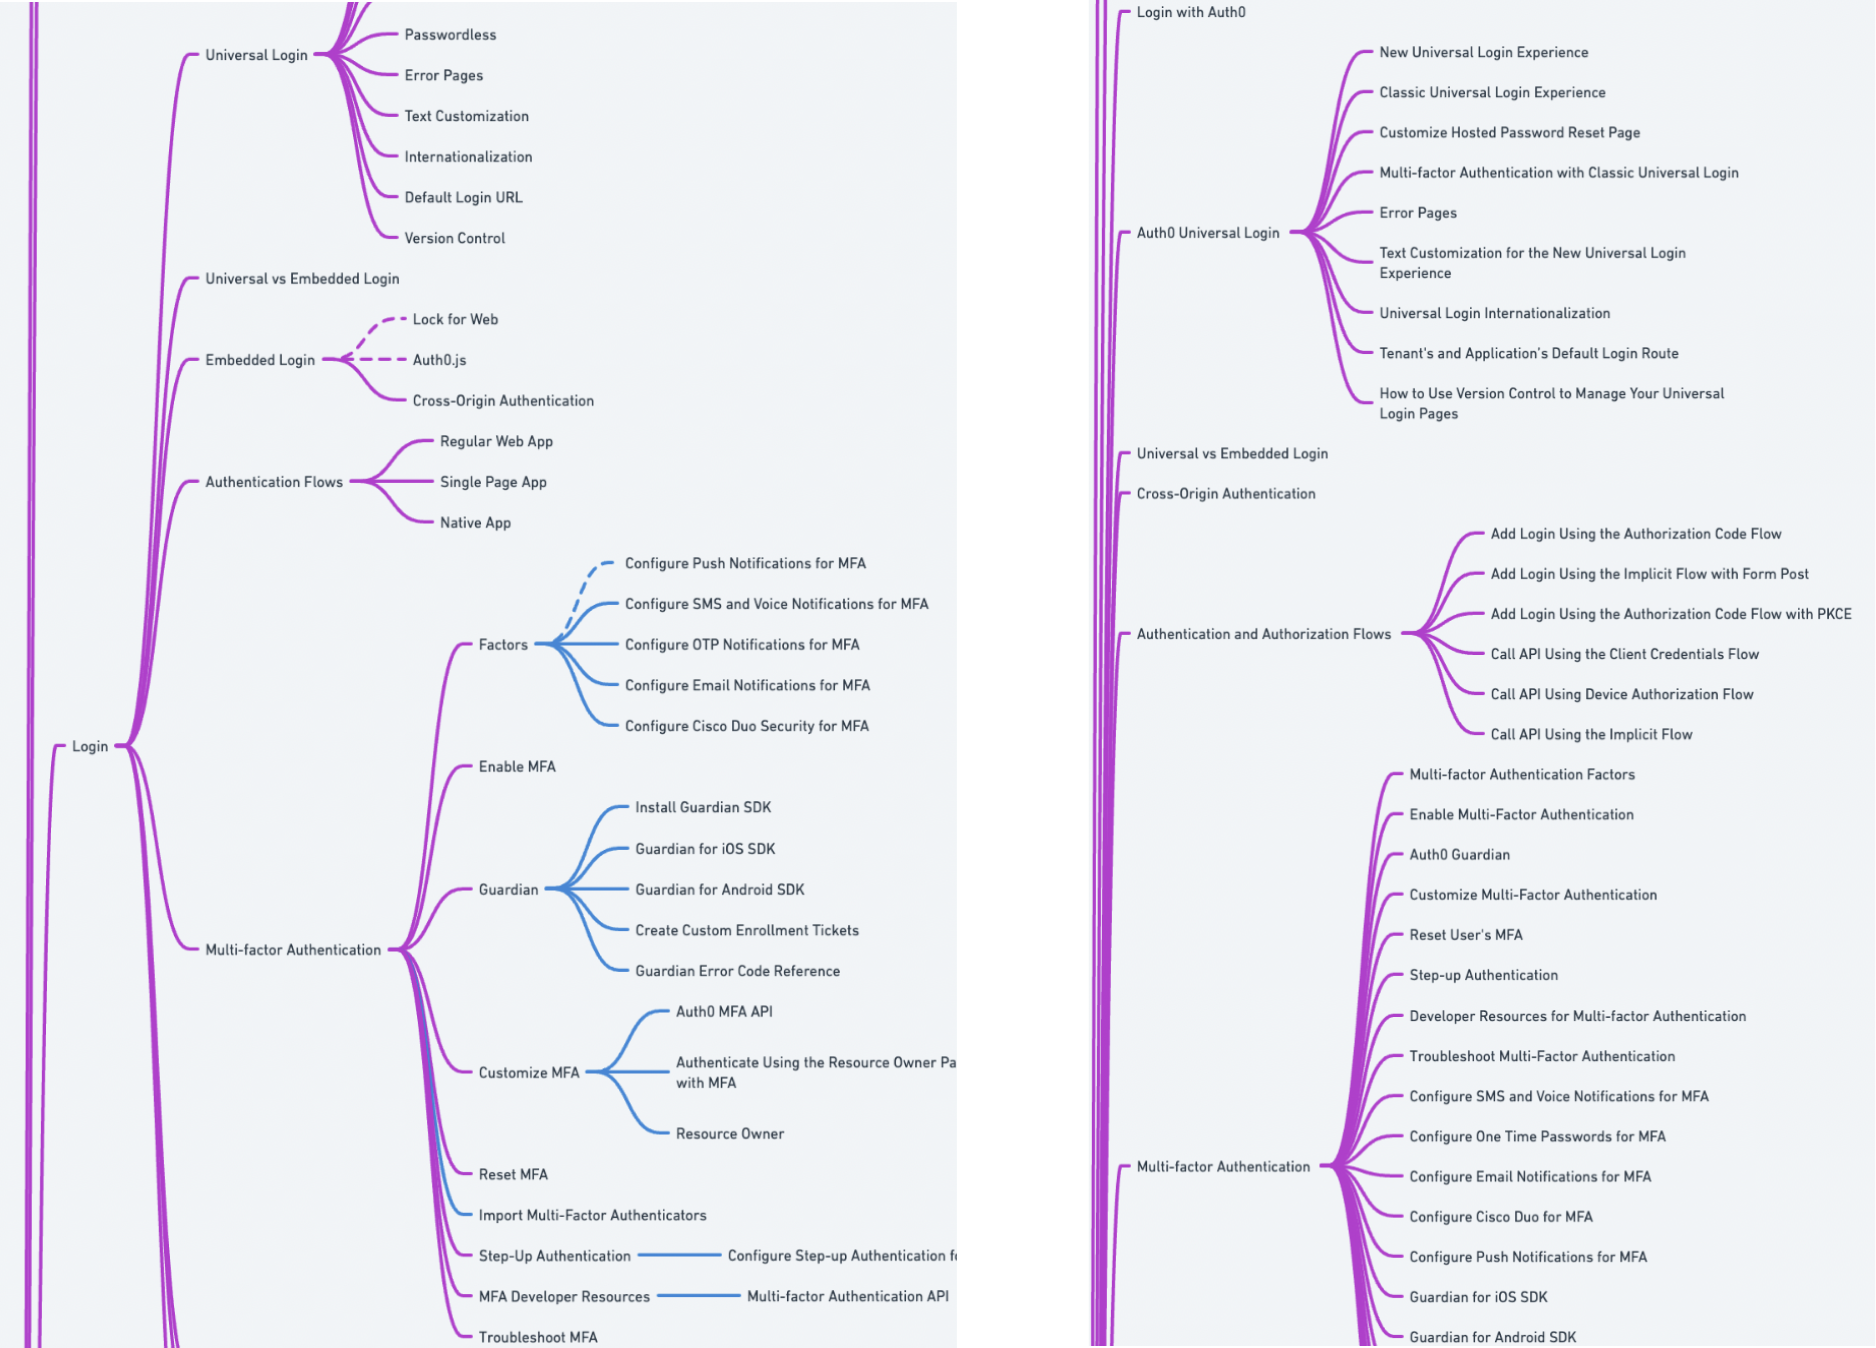 Passwordless
Universal Login
Error Pages
Text Customization
Internationalization
Default Login URL
Version Control
Universal vs Embedded Login
Lock for Web
Embedded Login
Auth0.js
Cross-Origin Authentication
Regular Web App
Authentication Flows
Single Page App
Native App
Configure Push Notifications for MFA
Configure SMS and Voice Notifications for MFA
Factors
Configure OTP Notifications for MFA
Configure Email Notifications for MFA
Configure Cisco Duo Security for MFA
Login
Enable MFA
Install Guardian SDK
Guardian for iOS SDK
Guardian
Guardian for Android SDK
Create Custom Enrollment Tickets
Multi-factor Authentication
Guardian Error Code Reference
Auth0 MFA API
Authenticate Using the Resource Owner Pa
with MFA
Customize MFA
Resource Owner
Reset MFA
Import Multi-Factor Authenticators
Step-Up Authentication
Configure Step-up Authentication f
MFA Developer Resources
Multi-factor Authentication API
Troubleshoot MFA
Login with Auth0
New Universal Login Experience
Classic Universal Login Experience
Customize Hosted Password Reset Page
Multi-factor Authentication with Classic Universal Login
Error Pages
Auth0 Universal Login
Text Customization for the New Universal Login
Experience
Universal Login Internationalization
Tenant's and Application's Default Login Route
How to Use Version Control to Manage Your Universal
Login Pages
Universal vs Embedded Login
Cross-Origin Authentication
Add Login Using the Authorization Code Flow
Add Login Using the Implicit Flow with Form Post
Add Login Using the Authorization Code Flow with PKCE
Authentication and Authorization Flows
Call API Using the Client Credentials Flow
Call API Using Device Authorization Flow
Call API Using the Implicit Flow
Multi-factor Authentication Factors
Enable Multi-Factor Authentication
Auth0 Guardian
Customize Multi-Factor Authentication
Reset User's MFA
Step-up Authentication
Developer Resources for Multi-factor Authentication
Troubleshoot Multi-Factor Authentication
Configure SMS and Voice Notifications for MFA
Configure One Time Passwords for MFA
Multi-factor Authentication
Configure Email Notifications for MFA
Configure Cisco Duo for MFA
Configure Push Notifications for MFA
Guardian for iOS SDK
Guardian for Android SDK